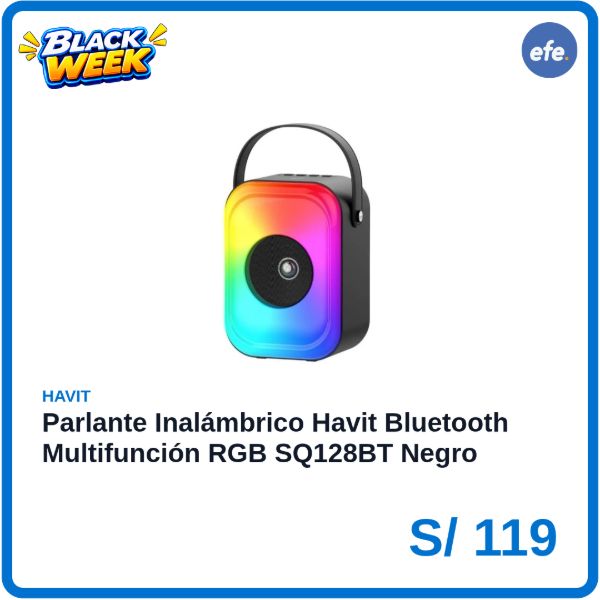 BLACK
WEEK
efe.
HAVIT
Parlante Inalámbrico Havit Bluetooth
Multifunción RGB SQ128BT Negro
S/ 119